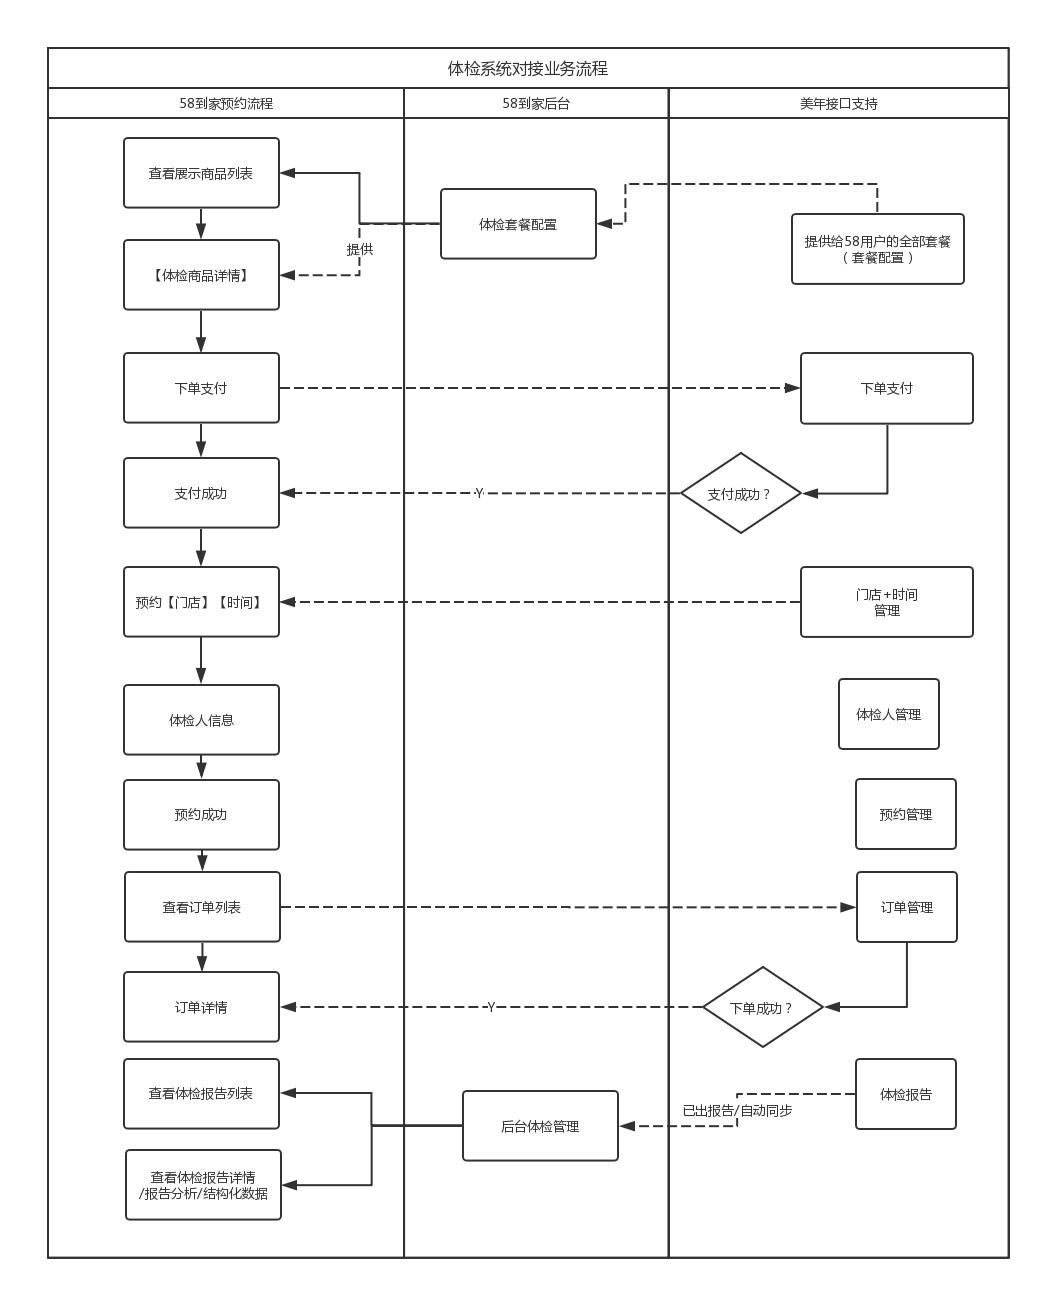 体检系统对接业务流程
58到家预约流程
58到家后台
美年接口支持
查看展示商品列表
体检套餐配置
提供给58用户的全部套餐
（套餐配置）
提供
【体检商品详情】
下单支付
下单支付
支付成功
Y
支付成功？
预约【门店】【时间】
门店+时间
管理
体检人信息
体检人管理
预约成功
预约管理
查看订单列表
订单管理
订单详情
Y
下单成功？
查看体检报告列表
后台体检管理
已出报告/自动同步
体检报告
查看体检报告详情
/报告分析/结构化数据